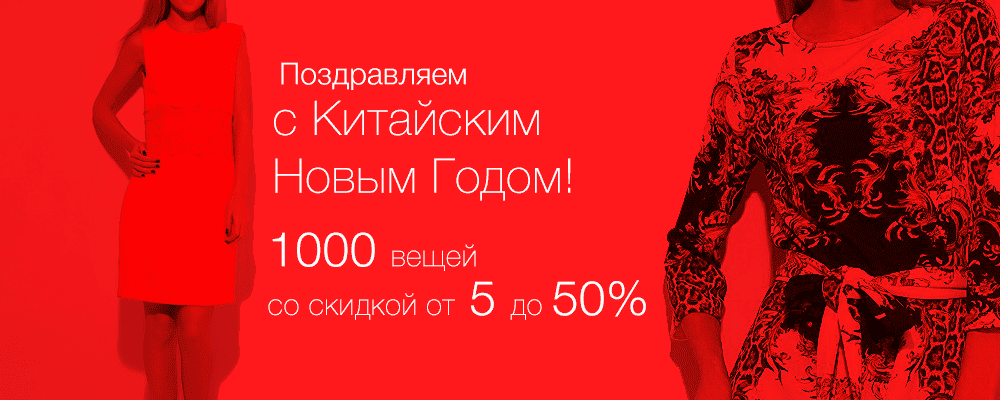 Поздравляем
с Китайским
Новым Годом!
1000 вещей
со скидкой от 5 до 50%